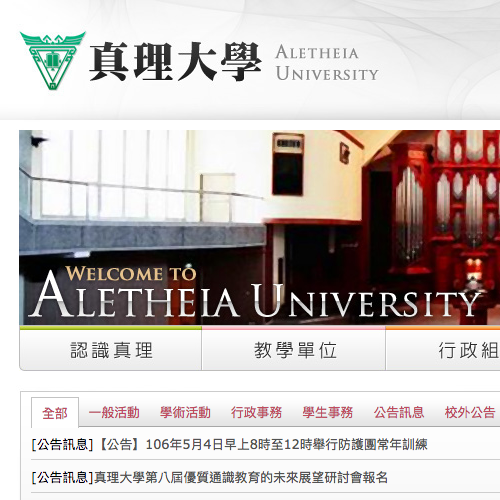 真理大學
ALETHEIA
UNIVERSITY
WELCOME TO
ALETHEIA UNIVERSITY
認識真理 教學單位 行政組
全部 一般活動 學術活動 行政事務 學生事務 公告訊息 校外公告
[公告訊息]【公告】106年5月4日早上8時至12時舉行防護團常年訓練
[公告訊息]真理大學第八屆優質通識教育的未來展望研討會報名